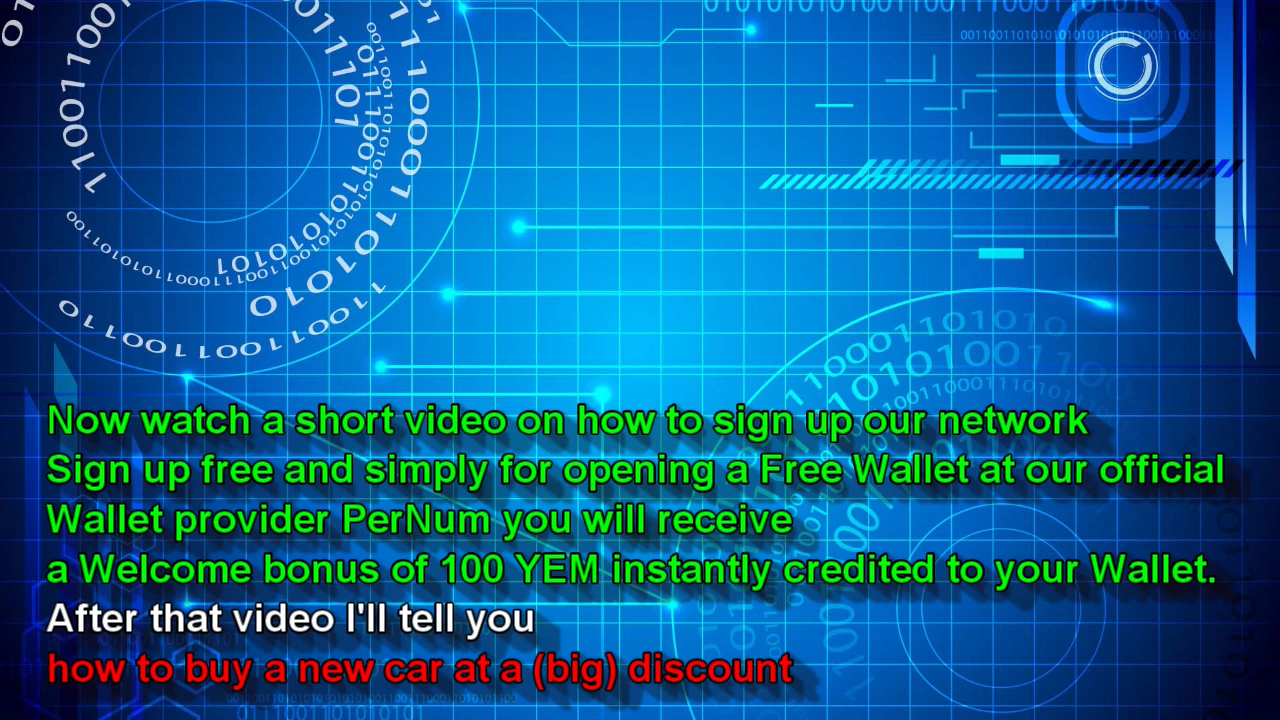 Now watch a short video on how to sign up our network
Sign up free and simply for opening a Free Wallet at our official
Wallet provider PerNum you will receive
a Welcome bonus of 100 YEM instantly credited to your Wallet.
After that video I'll tell you
how to buy a new car at a (big) discount